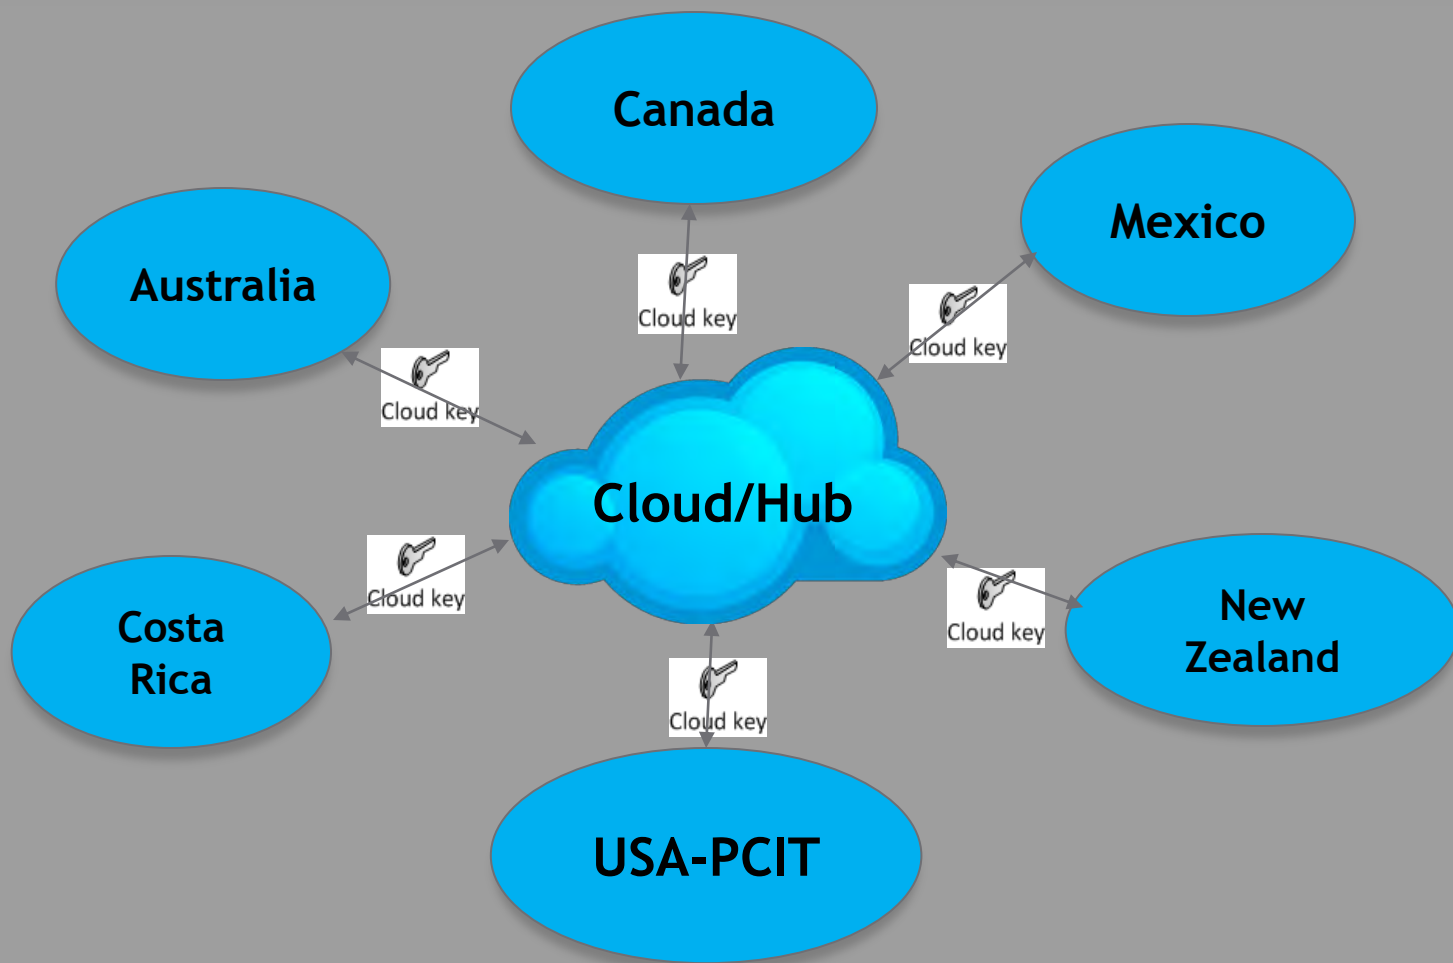 Canada
Mexico
Australia
Cloud key
Cloud key
Cloud key
Cloud/Hub
Cloud key
Cloud key
New
Zealand
Costa
Rica
Cloud key
USA-PCIT